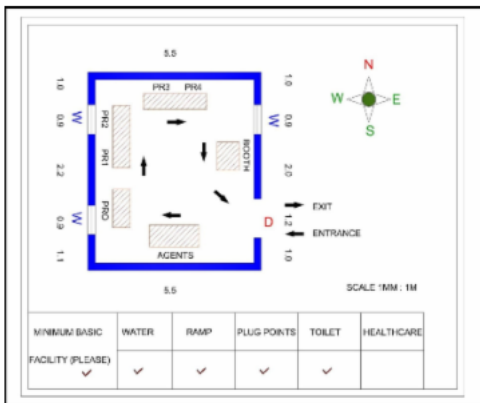 5.5
N
1.0
PR3 PR4
1.0
W E
W
0.9
PR2
0.9
W
S
BOOTH
2.2
PR1
2.0
EXIT
PRO
W
0.9
D
1.2
ENTRANCE
1.1
AGENTS
1.0
5.5
SCALE 1MM : 1M
MINIMUM BASIC
FACILITY (PLEASE)
WATER
RAMP
PLUG POINTS
TOILET
HEALTHCARE